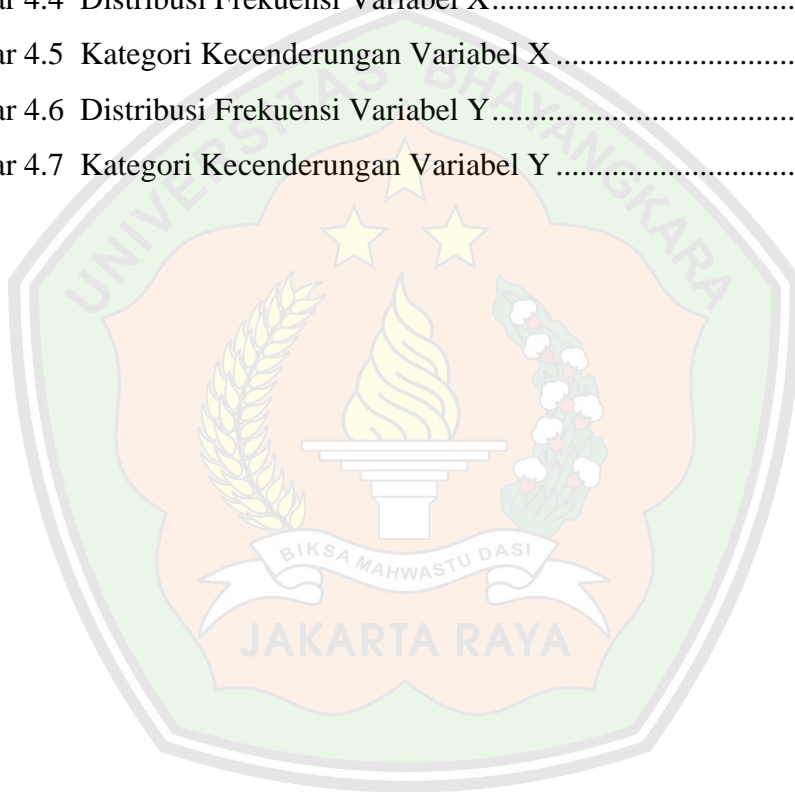 ar 4.4 Distribusi Frekuensi Variabel X................................................
ar 4.5 Kategori Kecenderungan Variabel X......................................
ar 4.6 Distribusi Frekuensi Variabel Y................................................
ar 4.7 Kategori Kecenderungan Variabel Y......................................
UNIVERSITAS BHAYANGKARA
BIKSA MAHWASTU DASI
JAKARTA RAYA